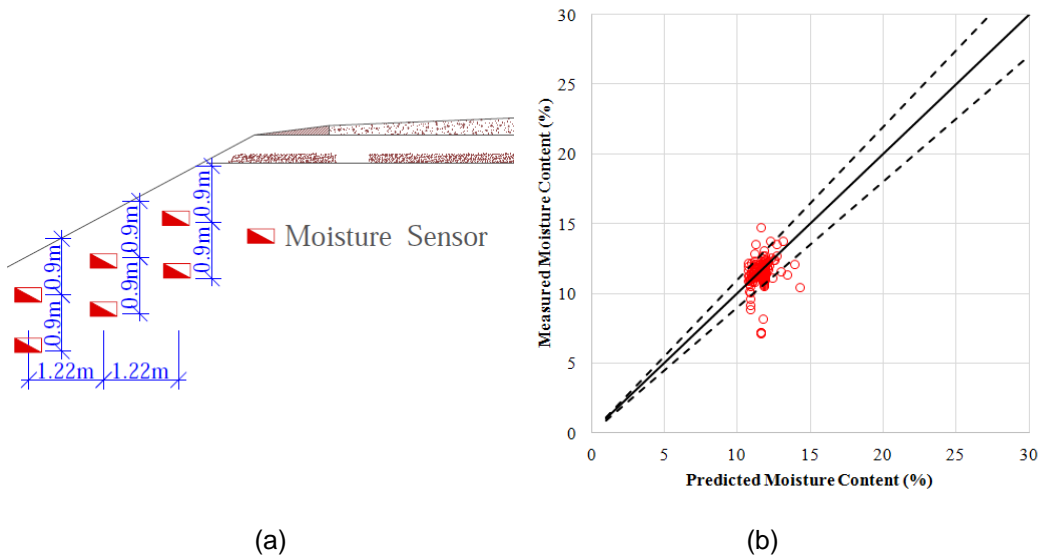 0.9m
0.9m
0.9m
0.9m
0.9m
0.9m
Moisture Sensor
1.22m
1.22m
(a)
30
25
20
15
10
5
0
Measured Moisture Content (%)
0
5
10
15
20
25
30
Predicted Moisture Content (%)
(b)